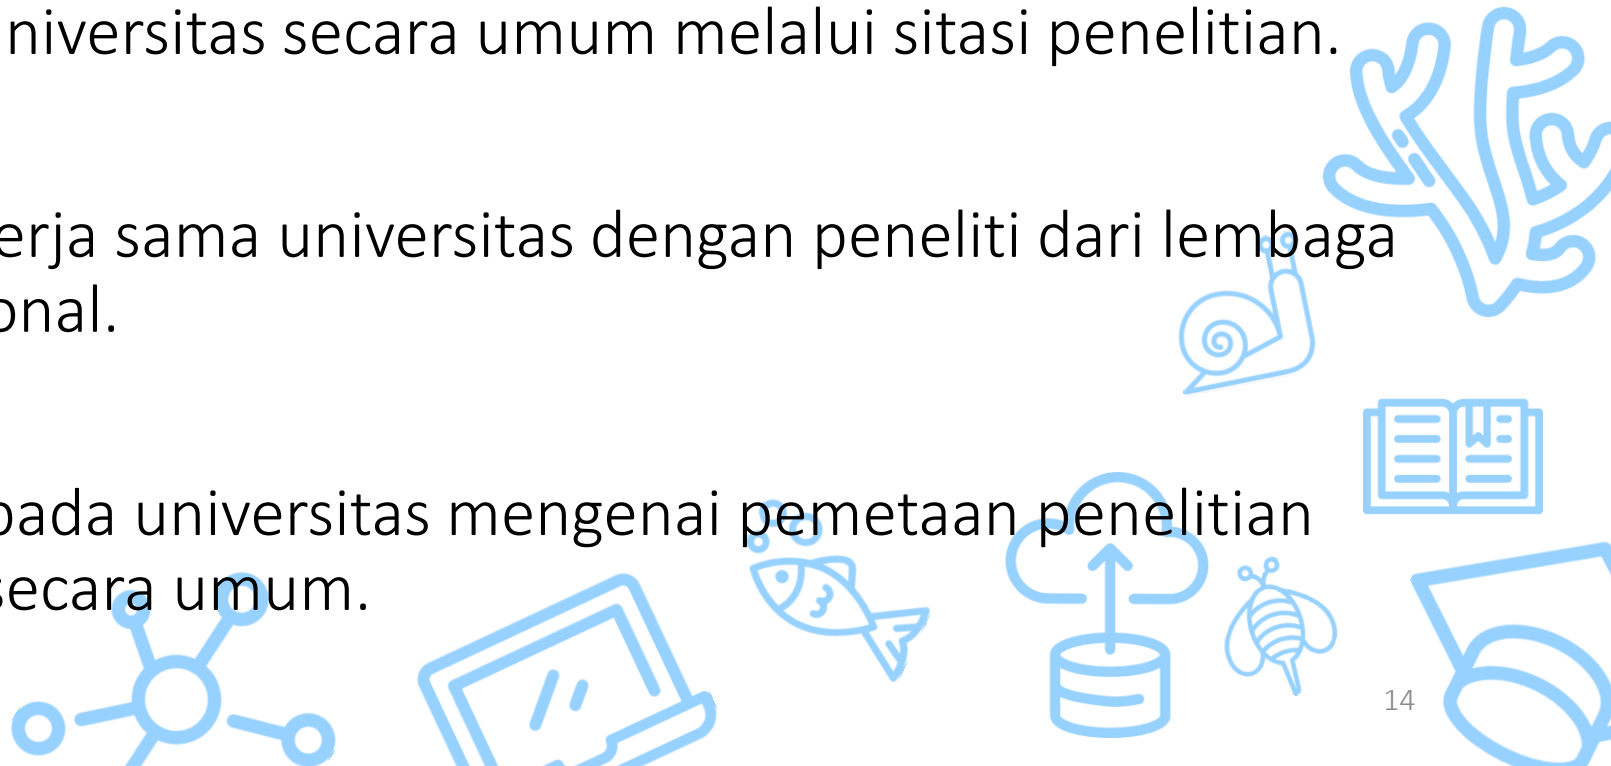 niversitas secara umum melalui sitasi penelitian.
erja sama universitas dengan peneliti dari lembaga
onal.
pada universitas mengenai pemetaan penelitian
secara umum.
14